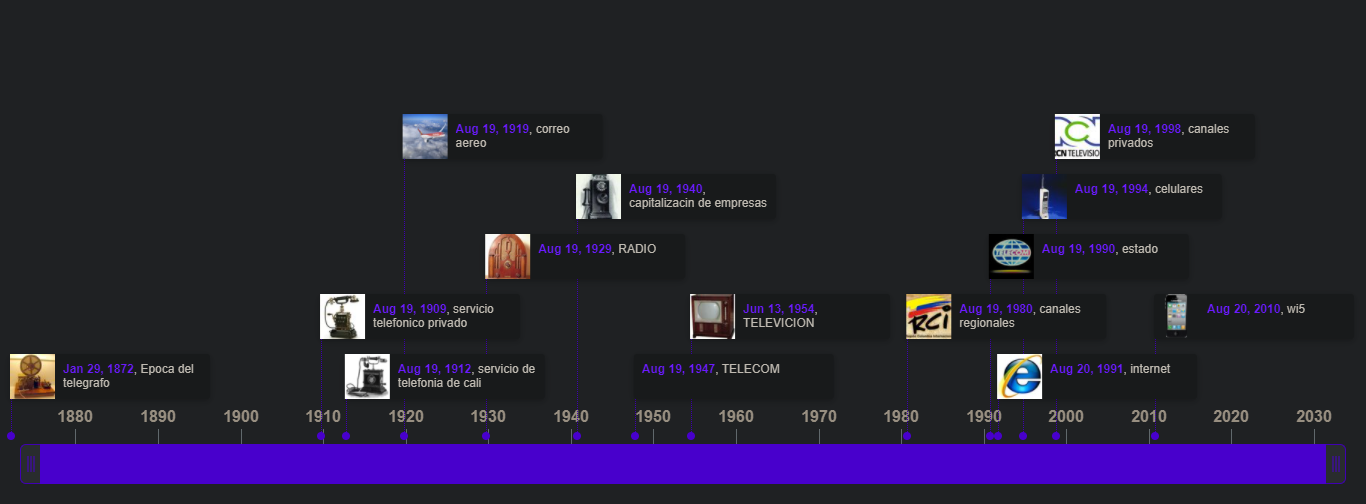 Aug 19, 1919, correo
aereo
Aug 19, 1998, canales
privados
CN TELEVISIO
Aug 19, 1940,
capitalizacin de empresas
Aug 19, 1994, celulares
Aug 19, 1929, RADIO
TELECOM
Aug 19, 1990, estado
Aug 19, 1909, servicio
telefonico privado
Jun 13, 1954,
TELEVICION
RCi
Aug 19, 1980, canales
regionales
Aug 20, 2010, wi5
Jan 29, 1872, Epoca del
telegrafo
Aug 19, 1912, servicio de
telefonia de cali
Aug 19, 1947, TELECOM
Aug 20, 1991, internet
1880 1890 1900 1910 1920 1930 1940 1950 1960 1970 1980 1990 2000 2010 2020 2030